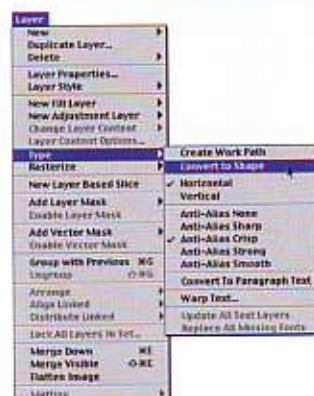 Layer
New
Duplicate Layer...
Delete
Layer Properties...
Layer Style
New Fill Layer
New Adjustment Layer
Change Layer Content
Layer Content Options...
Type
Rasterize
New Layer Based Slice
Add Layer Mask
Enable Layer Mask
Add Vector Mask
Enable Vector Mask
Group with Previous ⌘G
Ungroup ⇧⌘G
Arrange
Align Linked
Distribute Linked
Lock All Layers In Set...
Merge Down ⌘E
Merge Visible ⇧⌘E
Flatten Image
Matting
Create Work Path
Convert to Shape
✓ Horizontal
Vertical
Anti-Alias None
Anti-Alias Sharp
✓ Anti-Alias Crisp
Anti-Alias Strong
Anti-Alias Smooth
Convert To Paragraph Text
Warp Text...
Update All Text Layers
Replace All Missing Fonts